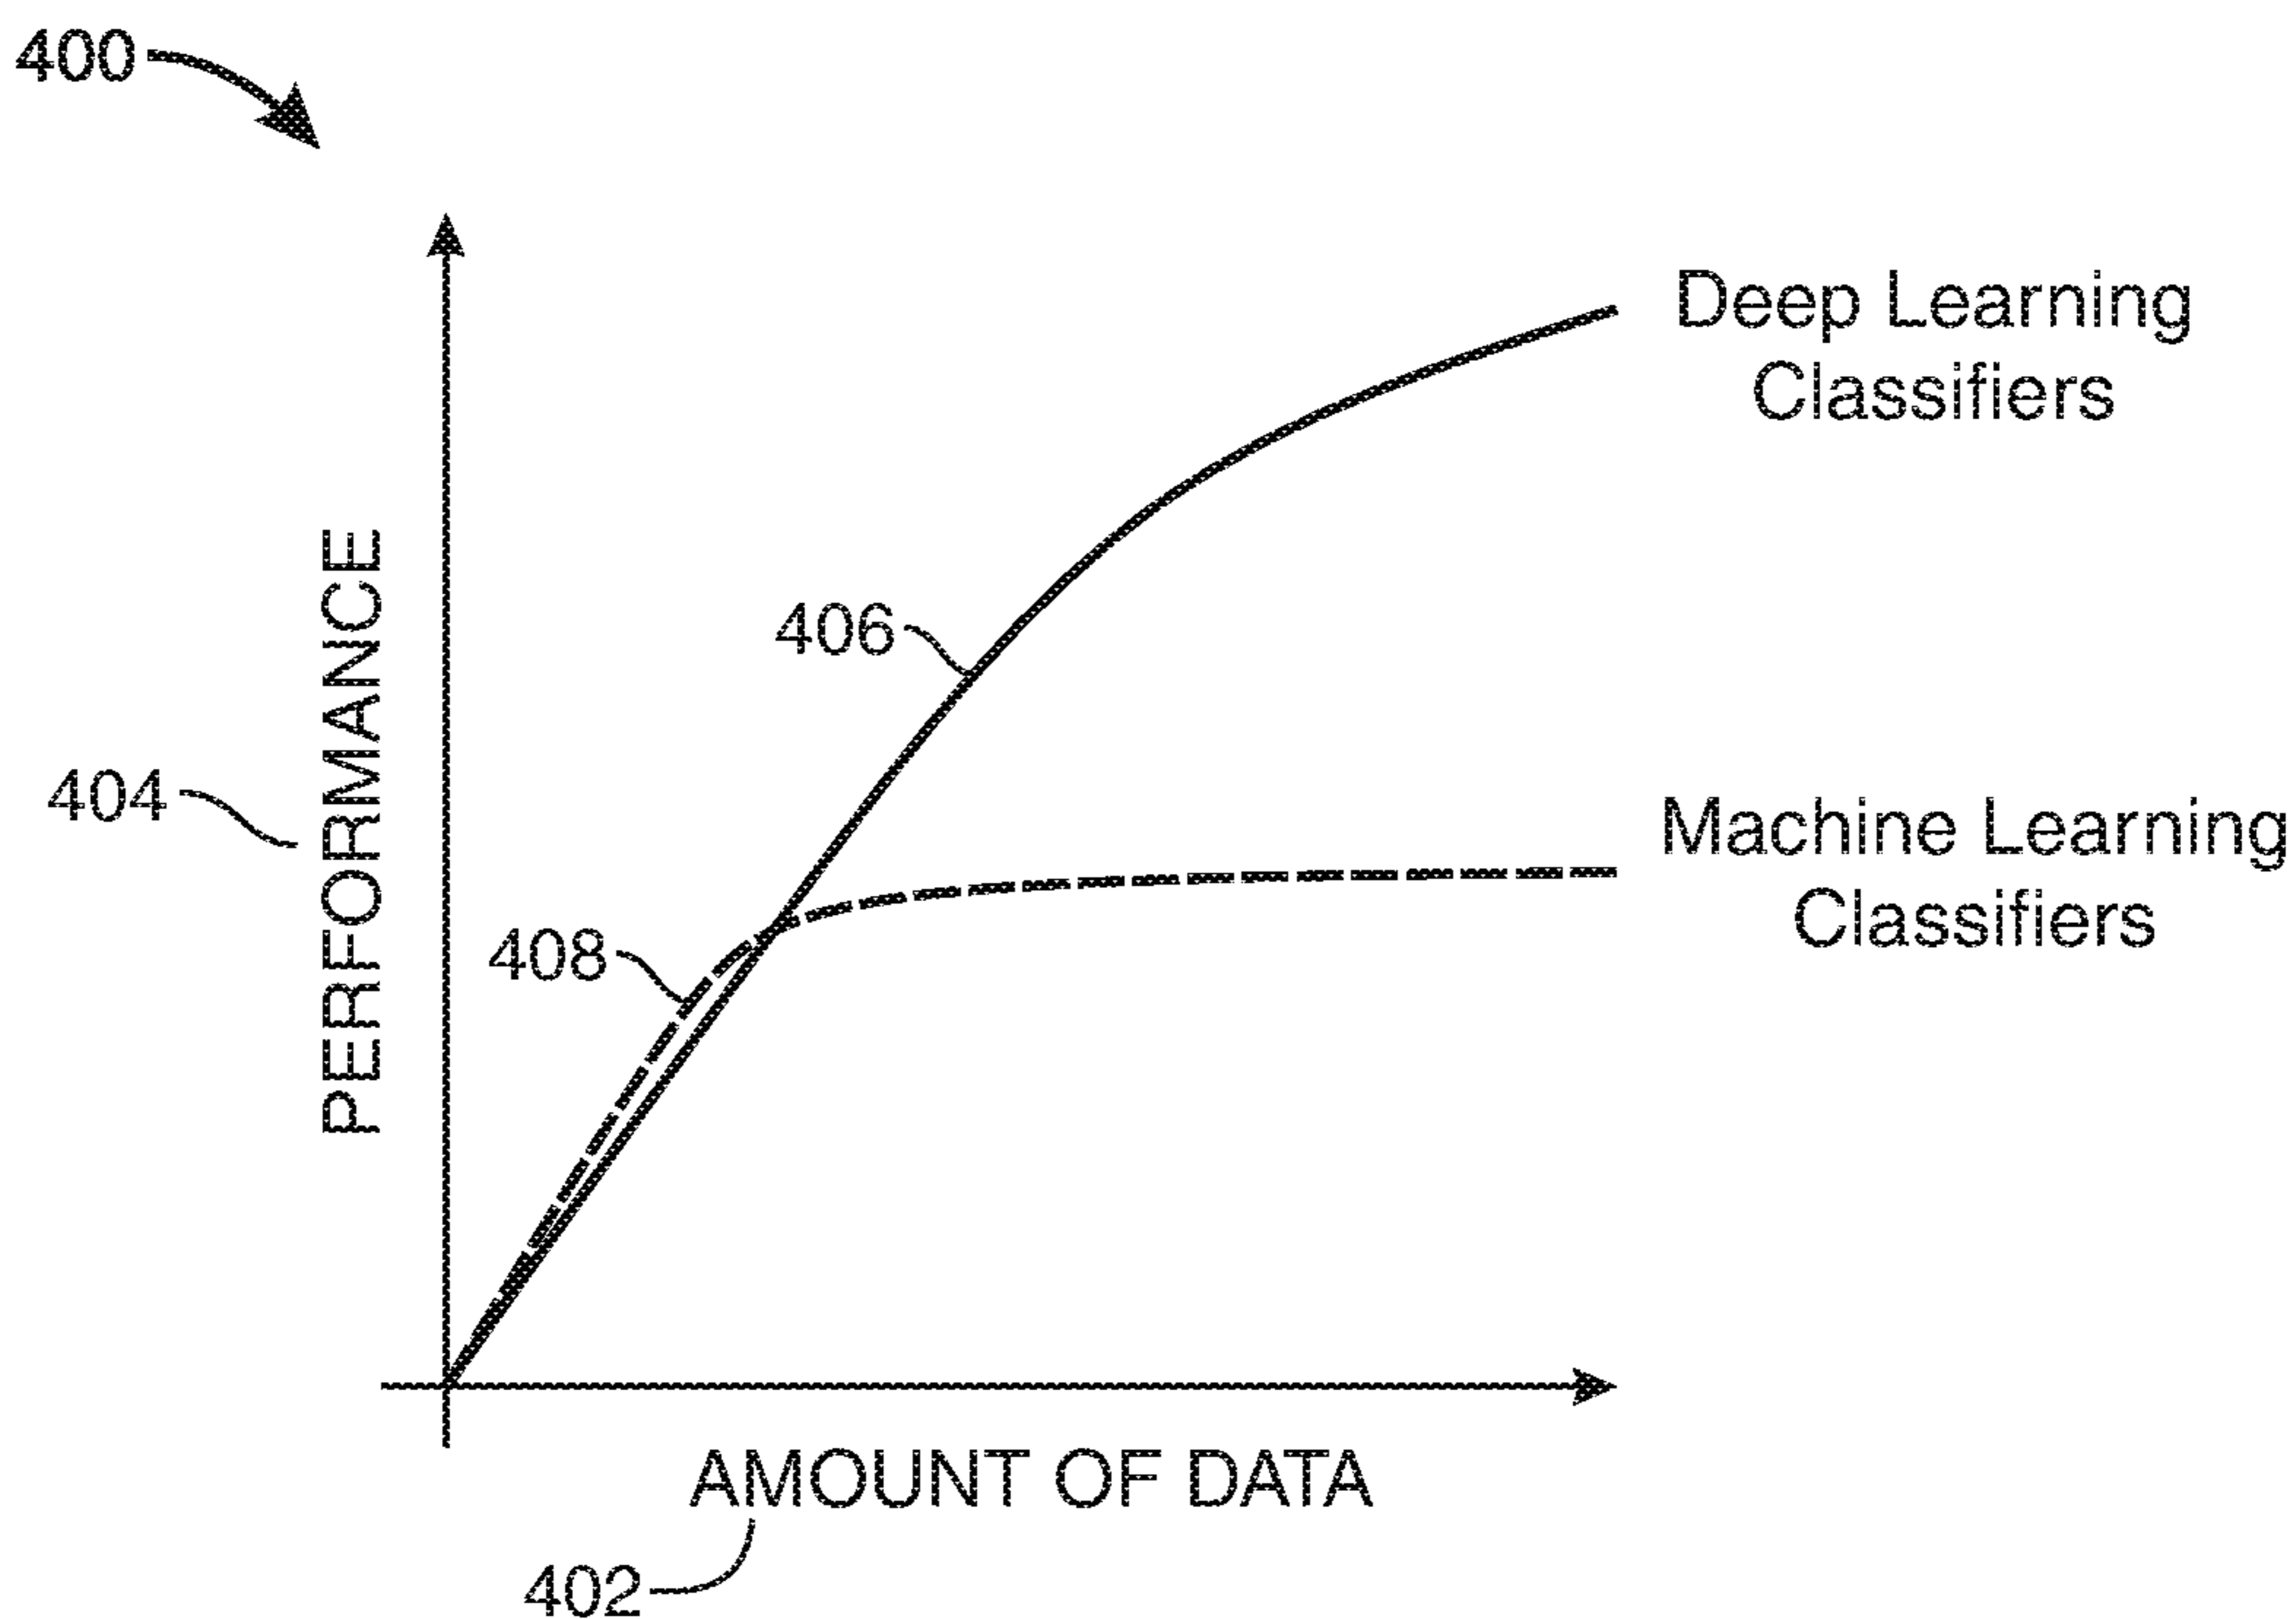 400
Deep Learning
Classifiers
406
PERFORMANCE
404
Machine Learning
Classifiers
408
AMOUNT OF DATA
402